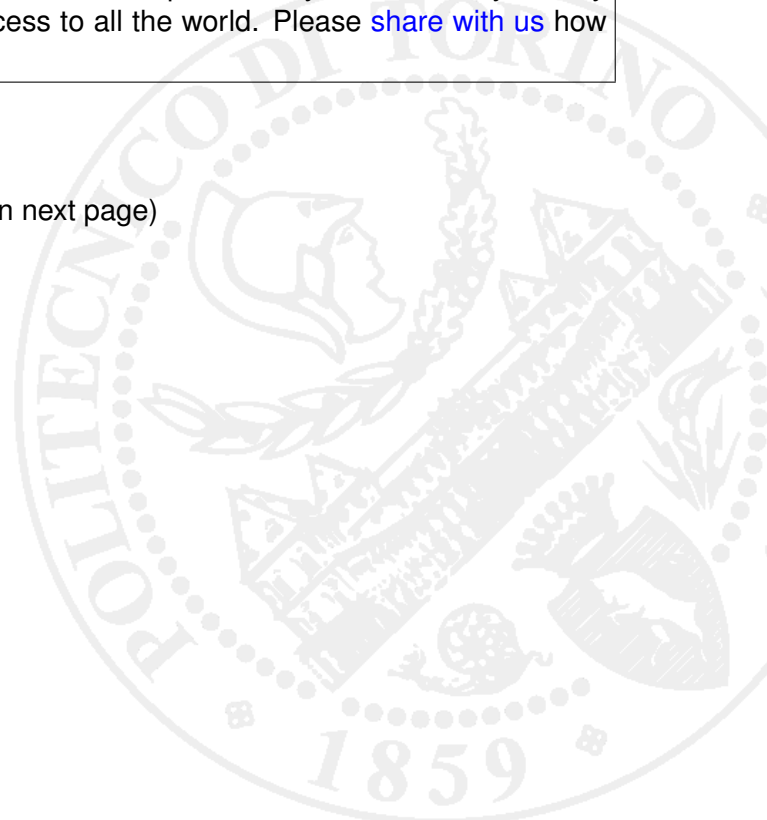 cess to all the world. Please share with us how
n next page)
POLITECNICO DI TORINO
1859